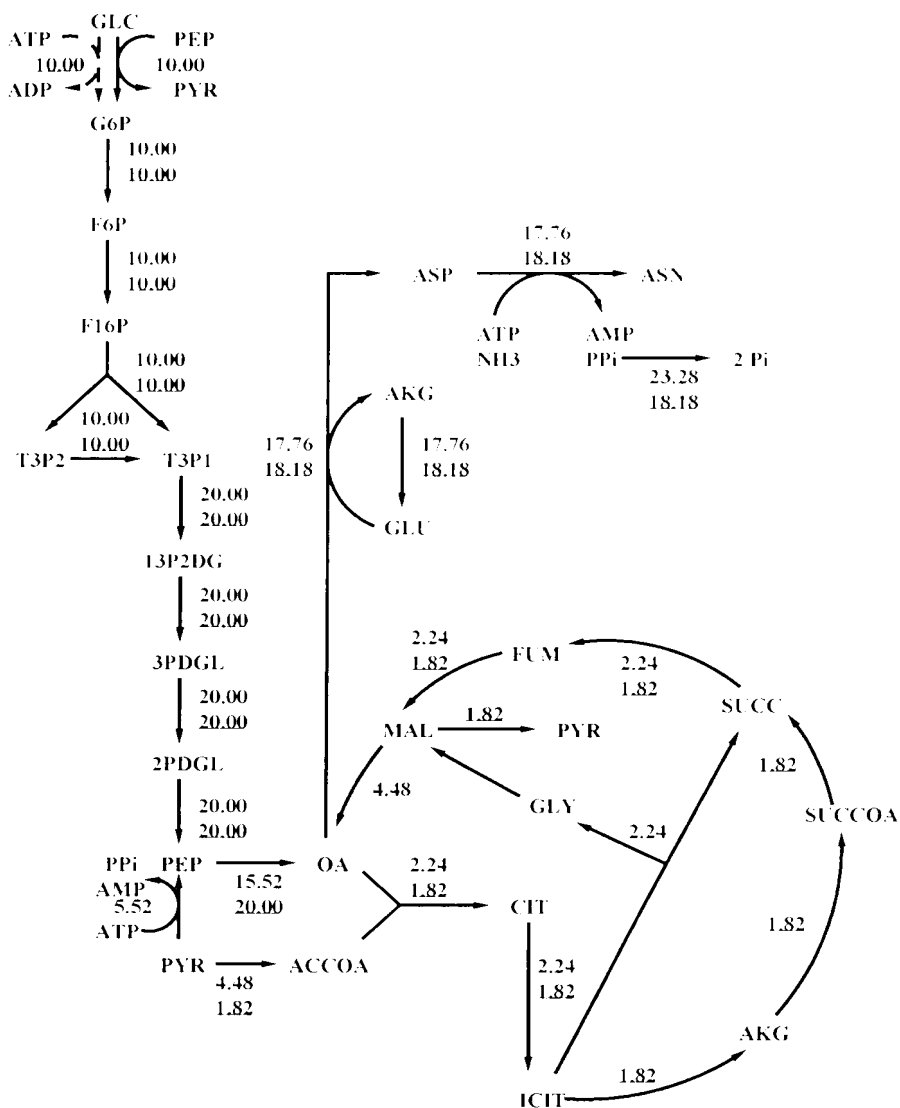 GLC
ATP PEP
10.00 10.00
ADP PYR
G6P
10.00
10.00
F6P
10.00
10.00
F16P
10.00
10.00
10.00
10.00
T3P2 T3P1
20.00
20.00
13P2DG
20.00
20.00
3PDGL
20.00
20.00
2PDGL
20.00
20.00
PPi PEP
AMP
5.52
ATP
15.52
20.00
OA
PYR
4.48
1.82
ACCOA
17.76
18.18
ASP ASN
ATP AMP
NH3 PPi 2 Pi
23.28
18.18
AKG
17.76
18.18
17.76
18.18
GLU
2.24
1.82
FUM
2.24
1.82
SUCC
MAL 1.82 PYR
1.82
4.48
GLY 2.24
SUCCOA
2.24
1.82
CIT
2.24
1.82
1.82
AKG
1.82
ICIT